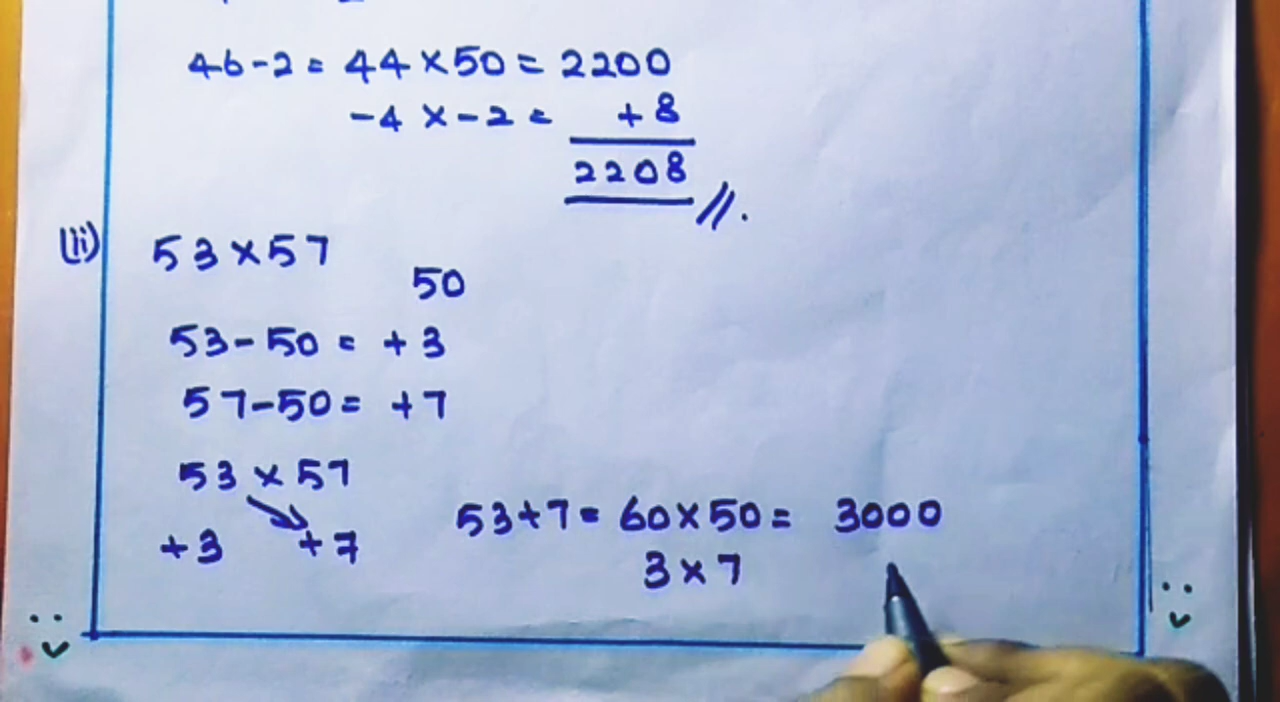 46-2 = 44 × 50 = 2200
-4 × -2 = +8
2208 //.
(ii) 53 × 57
50
53 - 50 = +3
57 - 50 = +7
53 × 57
+3 +7
53 + 7 = 60 × 50 = 3000
3 × 7